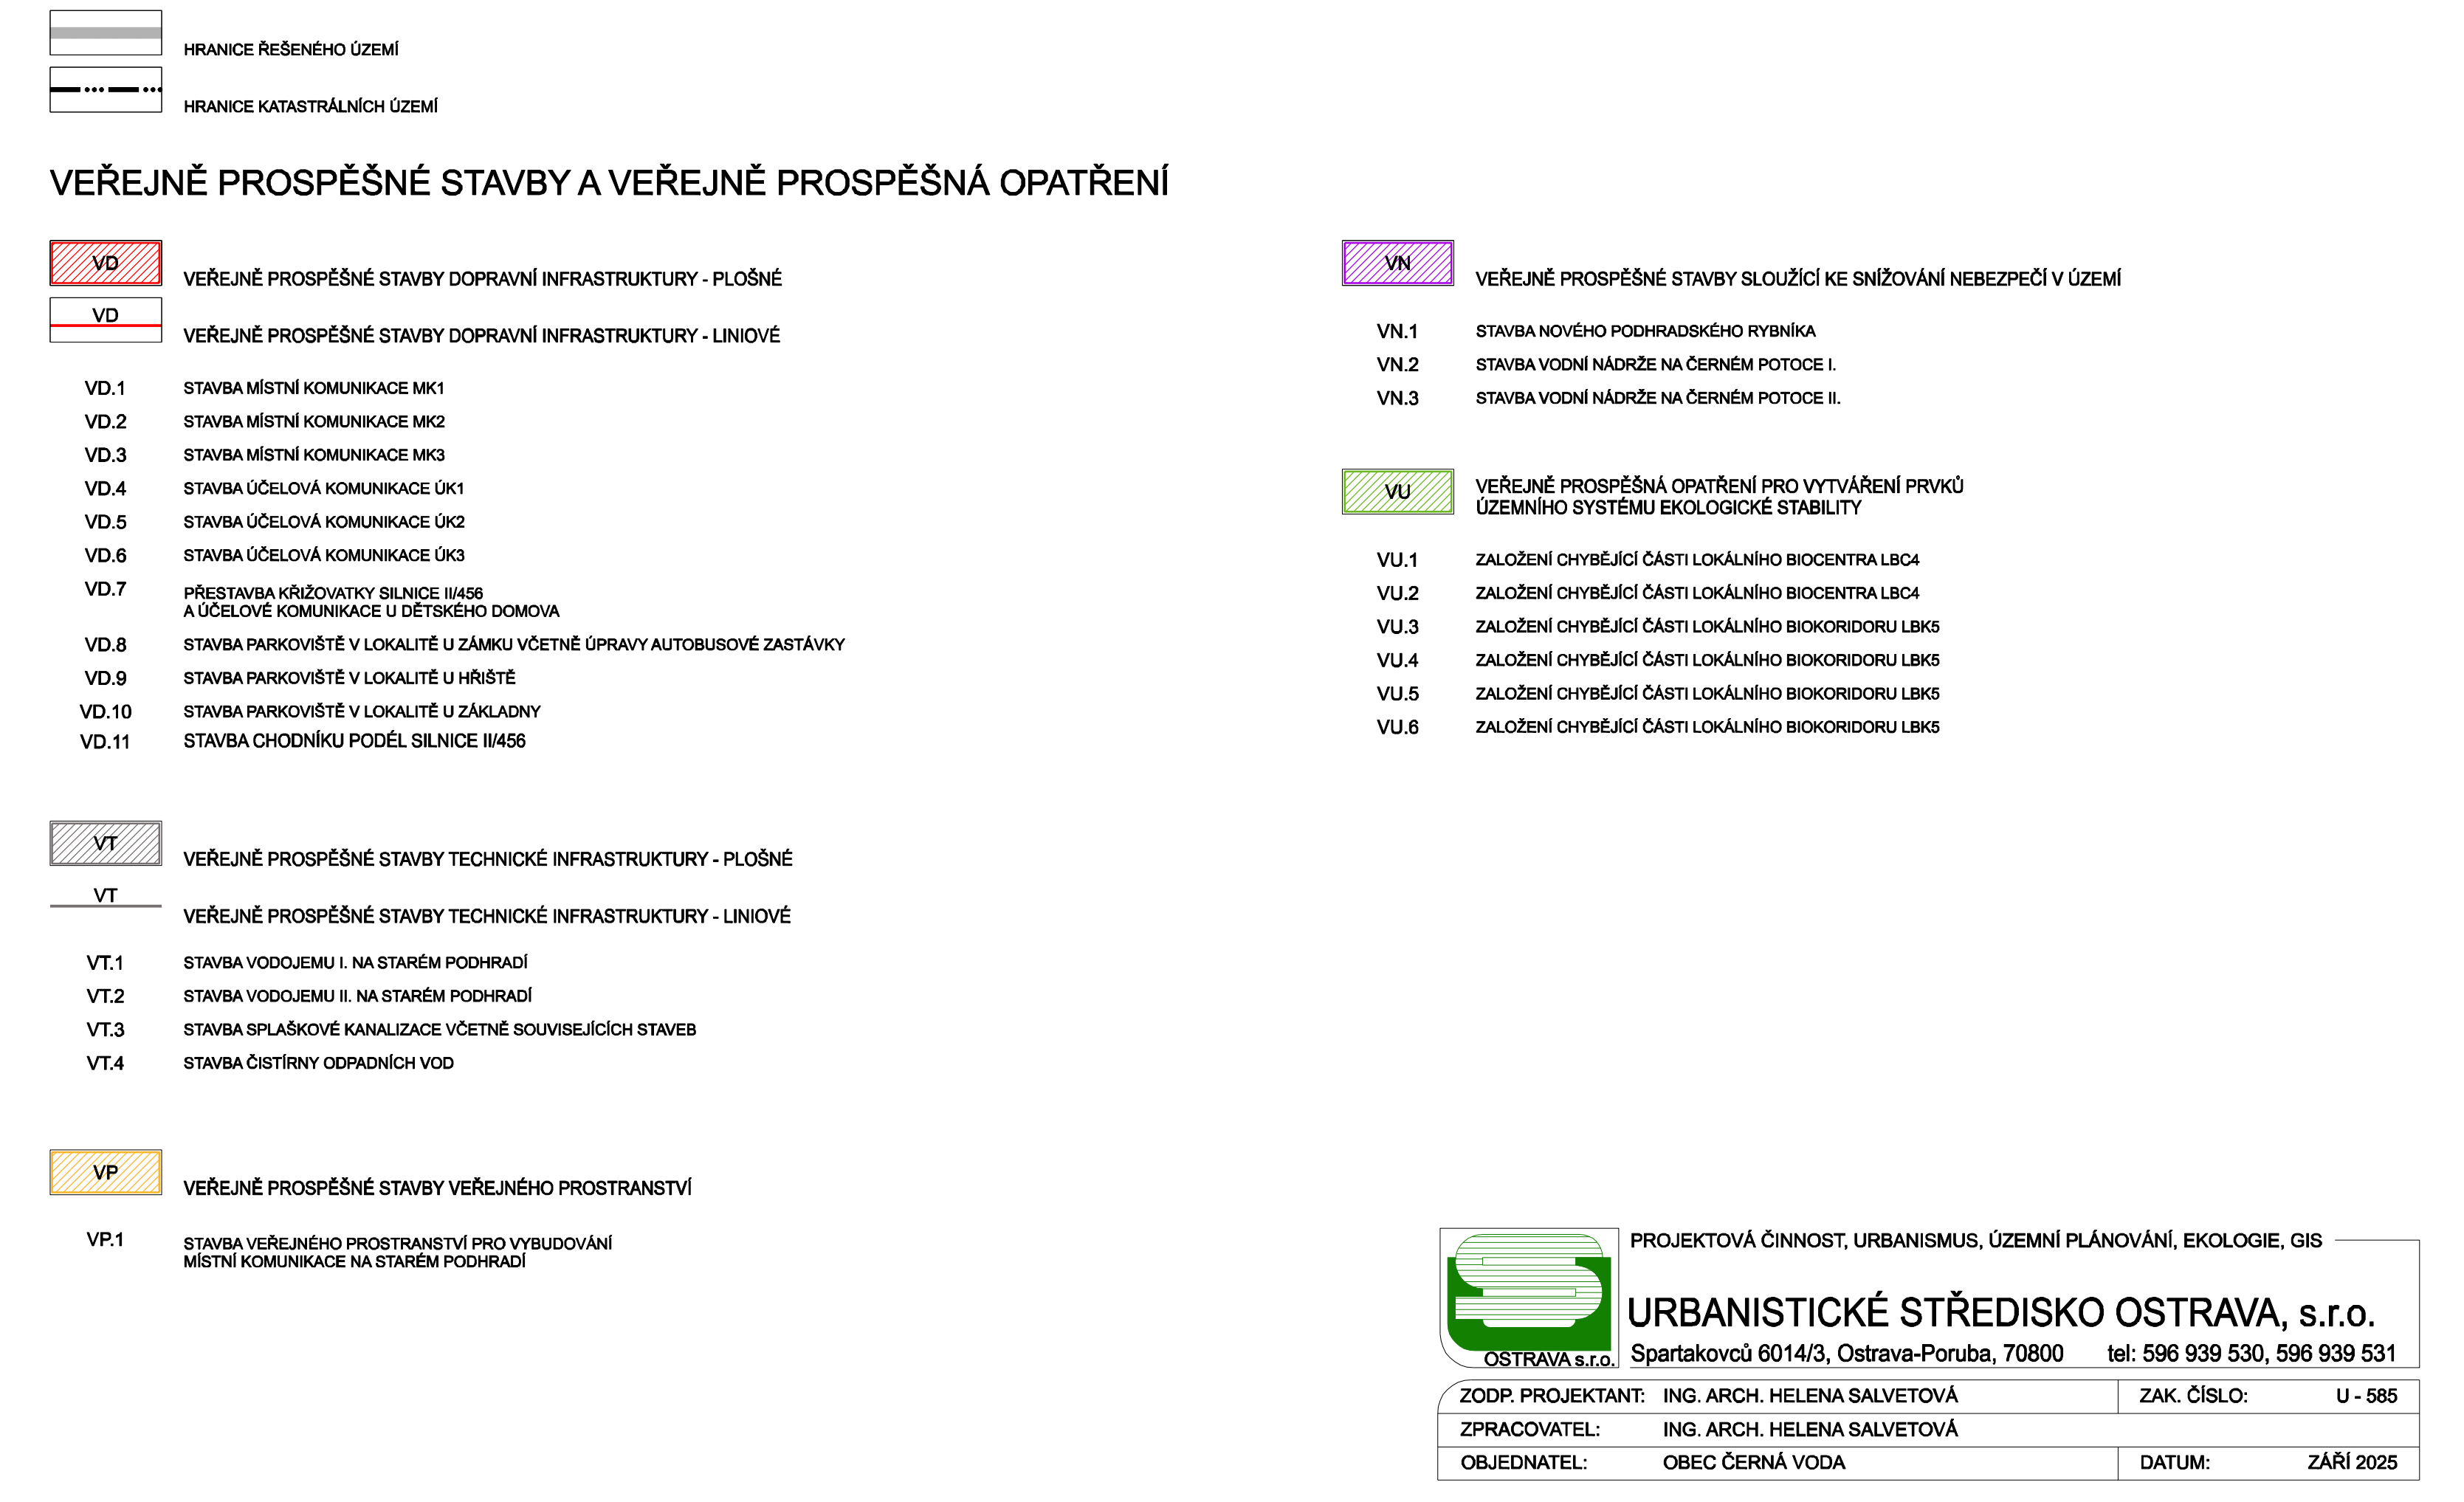 HRANICE ŘEŠENÉHO ÚZEMÍ
HRANICE KATASTRÁLNÍCH ÚZEMÍ
VEŘEJNĚ PROSPĚŠNÉ STAVBY A VEŘEJNĚ PROSPĚŠNÁ OPATŘENÍ
VD
VEŘEJNĚ PROSPĚŠNÉ STAVBY DOPRAVNÍ INFRASTRUKTURY - PLOŠNÉ
VD
VEŘEJNĚ PROSPĚŠNÉ STAVBY DOPRAVNÍ INFRASTRUKTURY - LINIOVÉ
VD.1 STAVBA MÍSTNÍ KOMUNIKACE MK1
VD.2 STAVBA MÍSTNÍ KOMUNIKACE MK2
VD.3 STAVBA MÍSTNÍ KOMUNIKACE MK3
VD.4 STAVBA ÚČELOVÁ KOMUNIKACE ÚK1
VD.5 STAVBA ÚČELOVÁ KOMUNIKACE ÚK2
VD.6 STAVBA ÚČELOVÁ KOMUNIKACE ÚK3
VD.7 PŘESTAVBA KŘIŽOVATKY SILNICE II/456
A ÚČELOVÉ KOMUNIKACE U DĚTSKÉHO DOMOVA
VD.8 STAVBA PARKOVIŠTĚ V LOKALITĚ U ZÁMKU VČETNĚ ÚPRAVY AUTOBUSOVÉ ZASTÁVKY
VD.9 STAVBA PARKOVIŠTĚ V LOKALITĚ U HŘIŠTĚ
VD.10 STAVBA PARKOVIŠTĚ V LOKALITĚ U ZÁKLADNY
VD.11 STAVBA CHODNÍKU PODÉL SILNICE II/456
VT
VEŘEJNĚ PROSPĚŠNÉ STAVBY TECHNICKÉ INFRASTRUKTURY - PLOŠNÉ
VT
VEŘEJNĚ PROSPĚŠNÉ STAVBY TECHNICKÉ INFRASTRUKTURY - LINIOVÉ
VT.1 STAVBA VODOJEMU I. NA STARÉM PODHRADÍ
VT.2 STAVBA VODOJEMU II. NA STARÉM PODHRADÍ
VT.3 STAVBA SPLAŠKOVÉ KANALIZACE VČETNĚ SOUVISEJÍCÍCH STAVEB
VT.4 STAVBA ČISTÍRNY ODPADNÍCH VOD
VP
VEŘEJNĚ PROSPĚŠNÉ STAVBY VEŘEJNÉHO PROSTRANSTVÍ
VP.1 STAVBA VEŘEJNÉHO PROSTRANSTVÍ PRO VYBUDOVÁNÍ
MÍSTNÍ KOMUNIKACE NA STARÉM PODHRADÍ
VN
VEŘEJNĚ PROSPĚŠNÉ STAVBY SLOUŽÍCÍ KE SNÍŽOVÁNÍ NEBEZPEČÍ V ÚZEMÍ
VN.1 STAVBA NOVÉHO PODHRADSKÉHO RYBNÍKA
VN.2 STAVBA VODNÍ NÁDRŽE NA ČERNÉM POTOCE I.
VN.3 STAVBA VODNÍ NÁDRŽE NA ČERNÉM POTOCE II.
VU
VEŘEJNĚ PROSPĚŠNÁ OPATŘENÍ PRO VYTVÁŘENÍ PRVKŮ
ÚZEMNÍHO SYSTÉMU EKOLOGICKÉ STABILITY
VU.1 ZALOŽENÍ CHYBĚJÍCÍ ČÁSTI LOKÁLNÍHO BIOCENTRA LBC4
VU.2 ZALOŽENÍ CHYBĚJÍCÍ ČÁSTI LOKÁLNÍHO BIOCENTRA LBC4
VU.3 ZALOŽENÍ CHYBĚJÍCÍ ČÁSTI LOKÁLNÍHO BIOKORIDORU LBK5
VU.4 ZALOŽENÍ CHYBĚJÍCÍ ČÁSTI LOKÁLNÍHO BIOKORIDORU LBK5
VU.5 ZALOŽENÍ CHYBĚJÍCÍ ČÁSTI LOKÁLNÍHO BIOKORIDORU LBK5
VU.6 ZALOŽENÍ CHYBĚJÍCÍ ČÁSTI LOKÁLNÍHO BIOKORIDORU LBK5
OSTRAVA s.r.o.
PROJEKTOVÁ ČINNOST, URBANISMUS, ÚZEMNÍ PLÁNOVÁNÍ, EKOLOGIE, GIS
URBANISTICKÉ STŘEDISKO OSTRAVA, s.r.o.
Spartakovců 6014/3, Ostrava-Poruba, 70800 tel: 596 939 530, 596 939 531
ZODP. PROJEKTANT: ING. ARCH. HELENA SALVETOVÁ ZAK. ČÍSLO: U - 585
ZPRACOVATEL: ING. ARCH. HELENA SALVETOVÁ
OBJEDNATEL: OBEC ČERNÁ VODA DATUM: ZÁŘÍ 2025